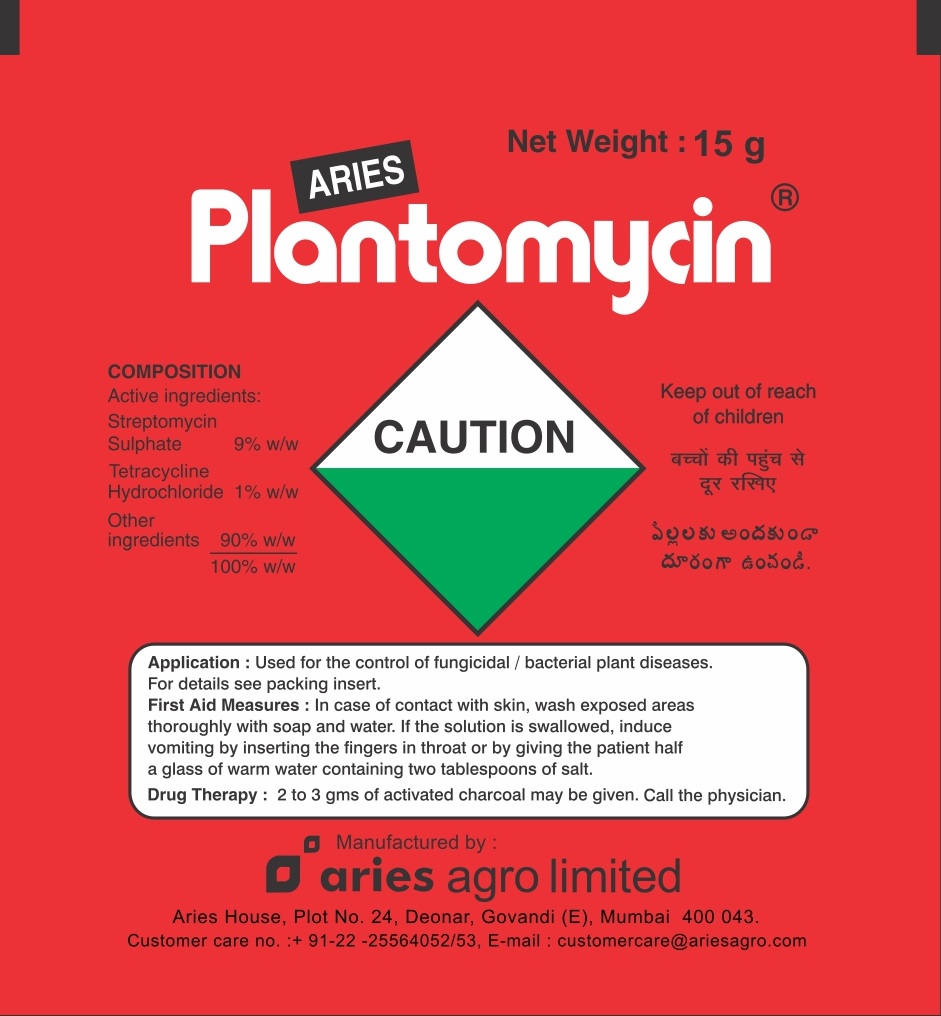 Net Weight : 15 g
ARIES
Plantomycin ®
COMPOSITION
Active ingredients:
Streptomycin
Sulphate 9% w/w
Tetracycline
Hydrochloride 1% w/w
Other
ingredients 90% w/w
100% w/w
CAUTION
Keep out of reach
of children
बच्चों की पहुंच से
दूर रखिए
పిల్లలకు అందకుండా
దూరంగా ఉంచండి.
Application : Used for the control of fungicidal / bacterial plant diseases.
For details see packing insert.
First Aid Measures : In case of contact with skin, wash exposed areas
thoroughly with soap and water. If the solution is swallowed, induce
vomiting by inserting the fingers in throat or by giving the patient half
a glass of warm water containing two tablespoons of salt.
Drug Therapy : 2 to 3 gms of activated charcoal may be given. Call the physician.
Manufactured by :
aries agro limited
Aries House, Plot No. 24, Deonar, Govandi (E), Mumbai 400 043.
Customer care no. :+ 91-22 -25564052/53, E-mail : customercare@ariesagro.com